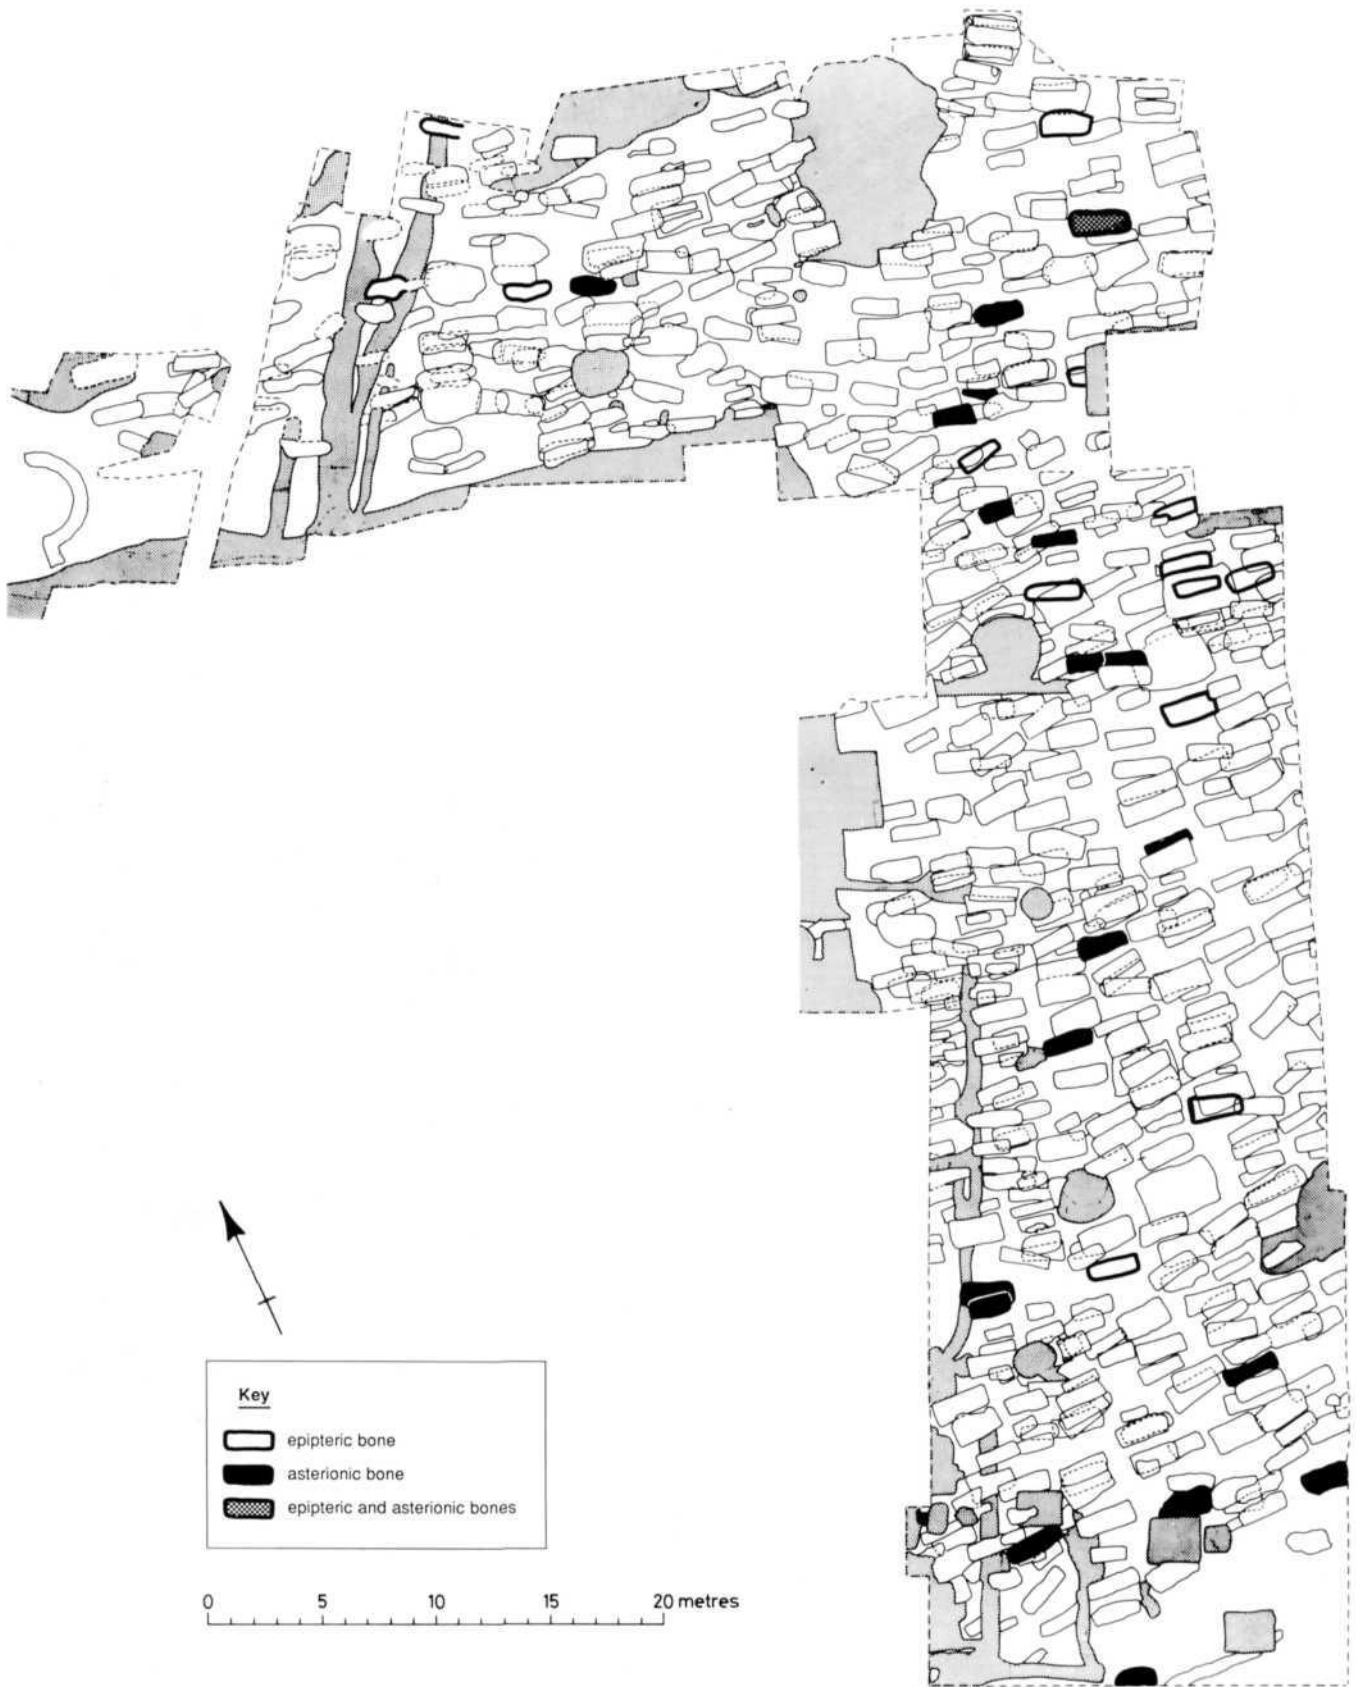 Key
epipteric bone
asterionic bone
epipteric and asterionic bones
0 5 10 15 20 metres